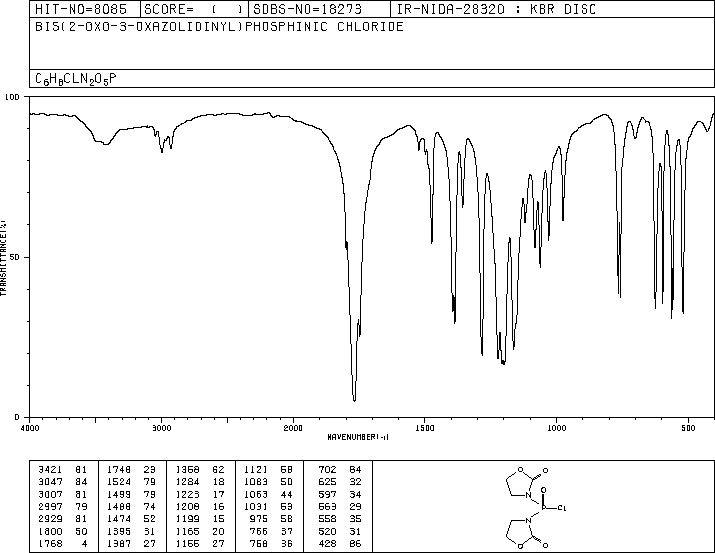 HIT-NO=8085 SCORE= ( ) SDBS-NO=18273 IR-NIDA-28320 : KBR DISC
BIS(2-OXO-3-OXAZOLIDINYL)PHOSPHINIC CHLORIDE
C6H8CLN2O5P
100
50
0
TRANSMITTANCE(%)
4000 3000 2000 1500 1000 500
WAVENUMBER(-1)
3421 81 1748 29 1358 62 1121 58 702 84
3047 84 1524 79 1284 18 1083 50 625 32
3007 81 1499 79 1223 17 1063 44 597 34
2997 79 1488 74 1208 16 1031 53 563 29
2929 81 1474 52 1199 15 975 58 558 35
1800 50 1395 31 1165 20 766 37 520 31
1768 4 1387 27 1156 27 758 36 428 86
O O
N
O
P Cl
N
O O